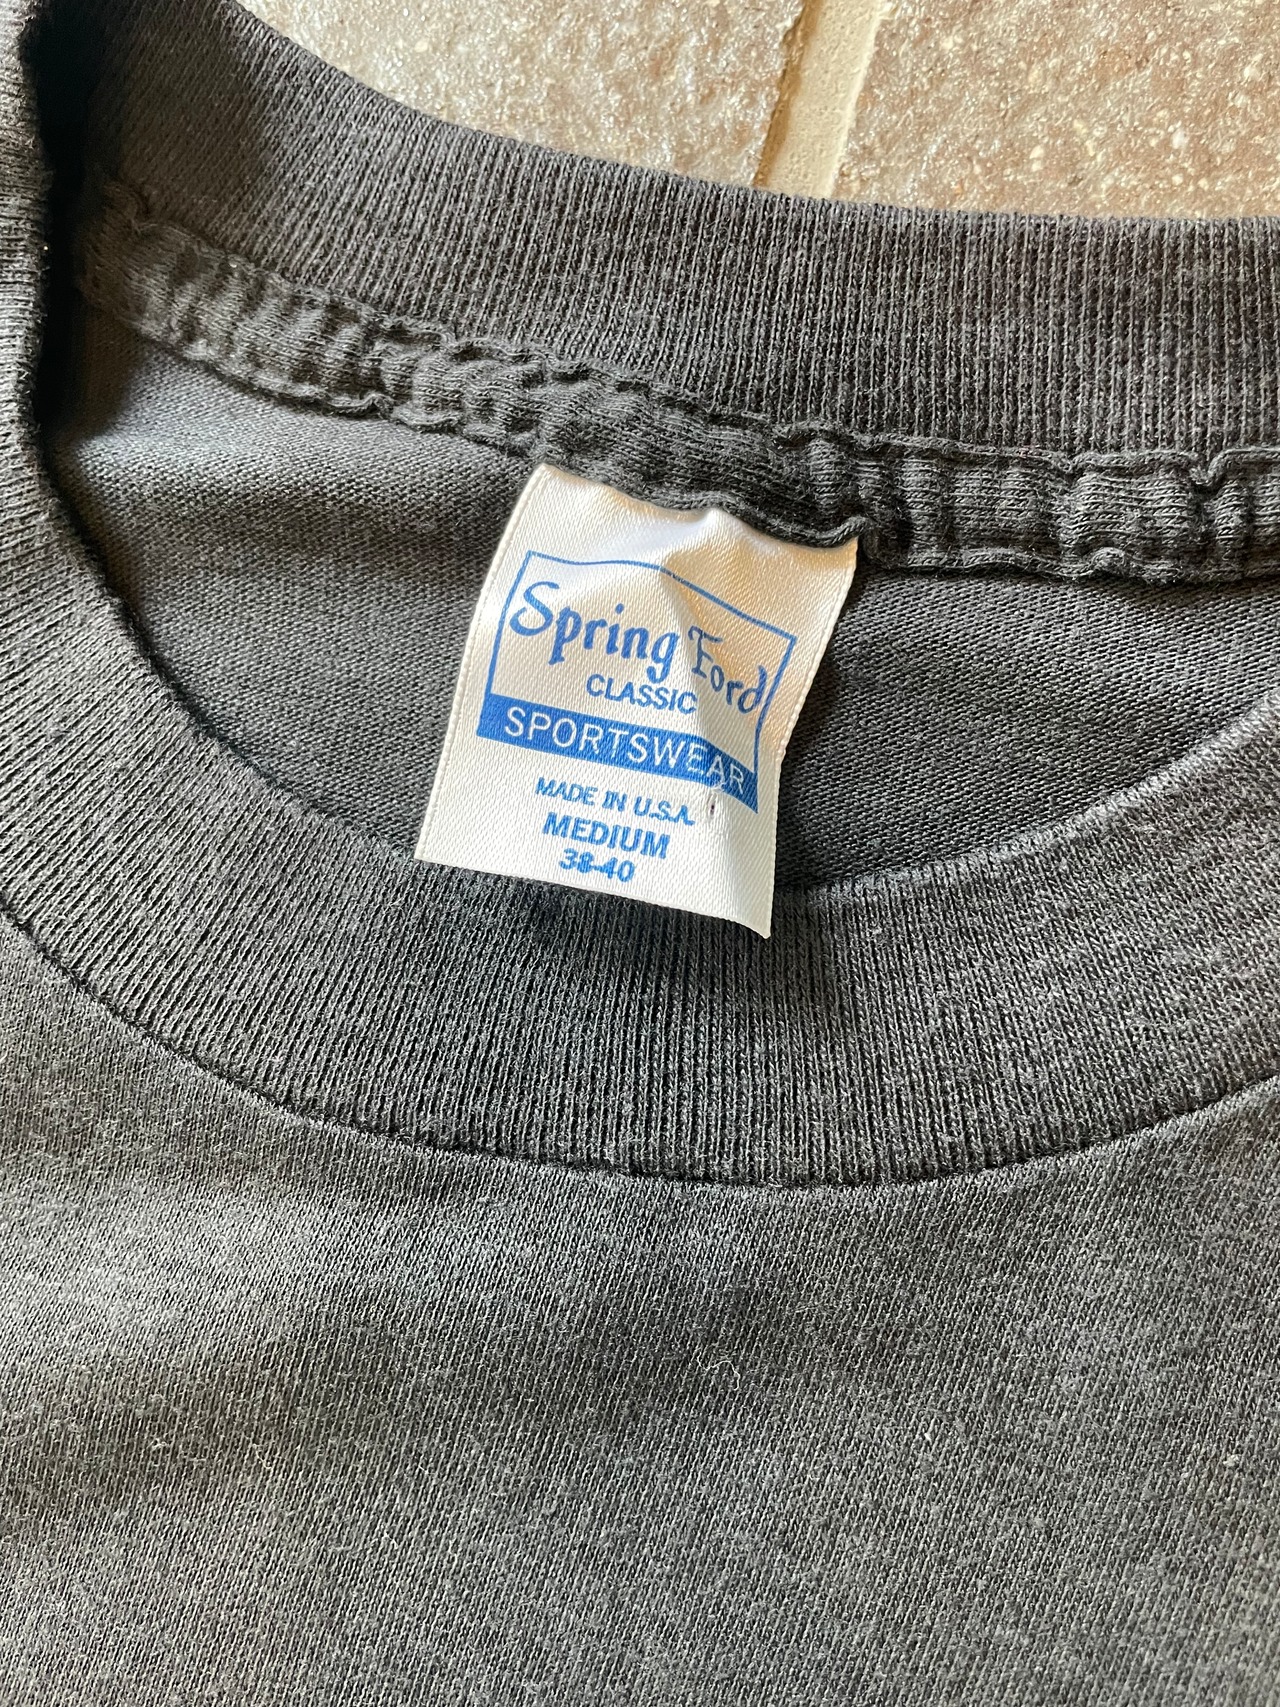 Spring Ford
CLASSIC
SPORTSWEAR
MADE IN U.S.A.
MEDIUM
38-40